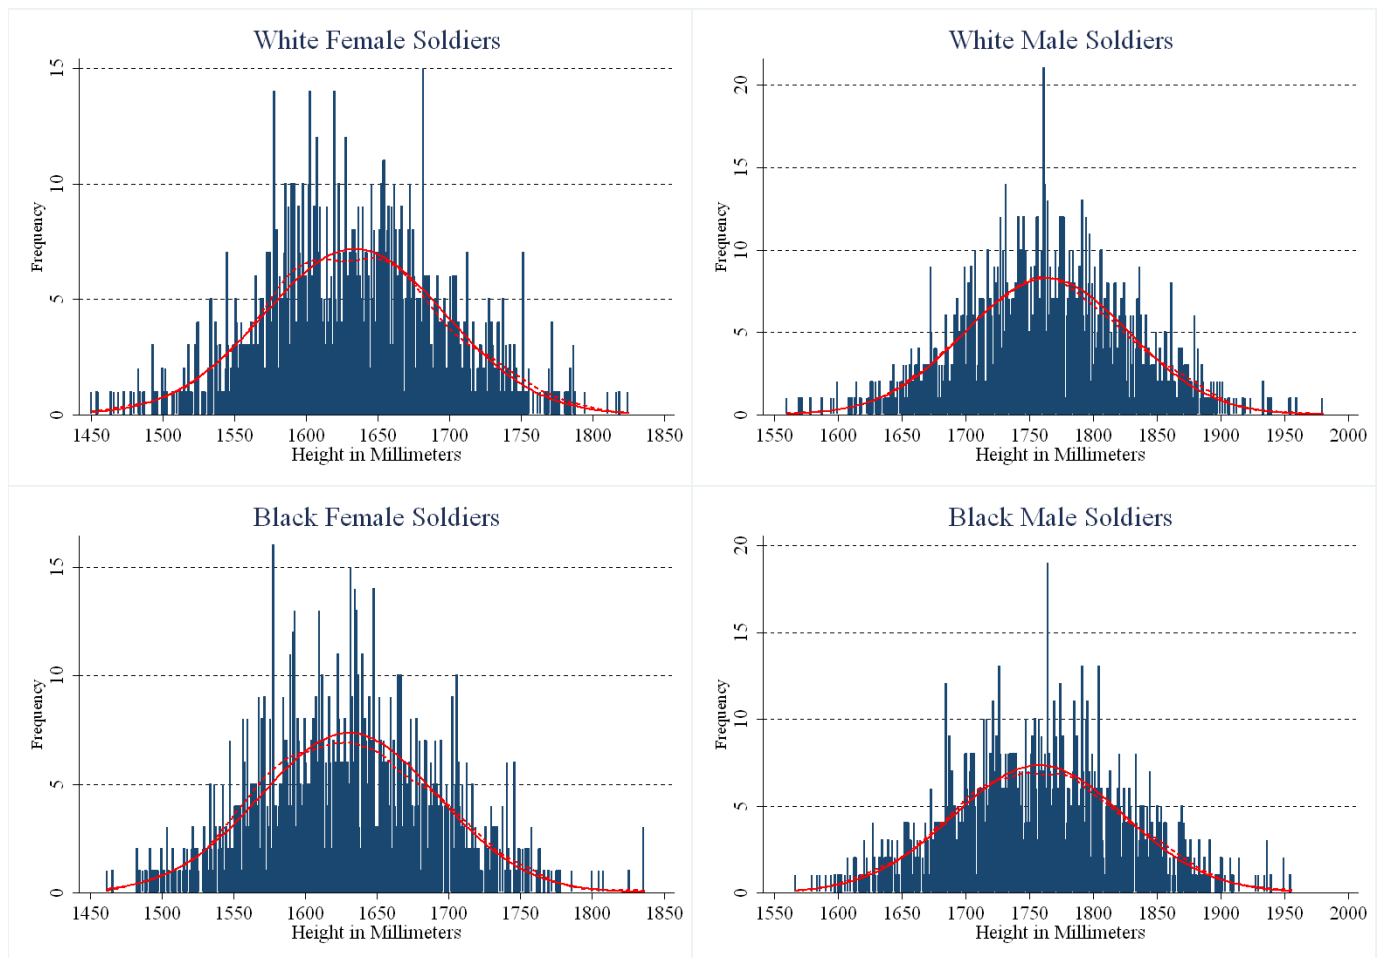 White Female Soldiers
Frequency
15
10
5
0
1450 1500 1550 1600 1650 1700 1750 1800 1850
Height in Millimeters
White Male Soldiers
Frequency
20
15
10
5
0
1550 1600 1650 1700 1750 1800 1850 1900 1950 2000
Height in Millimeters
Black Female Soldiers
Frequency
15
10
5
0
1450 1500 1550 1600 1650 1700 1750 1800 1850
Height in Millimeters
Black Male Soldiers
Frequency
20
15
10
5
0
1550 1600 1650 1700 1750 1800 1850 1900 1950 2000
Height in Millimeters